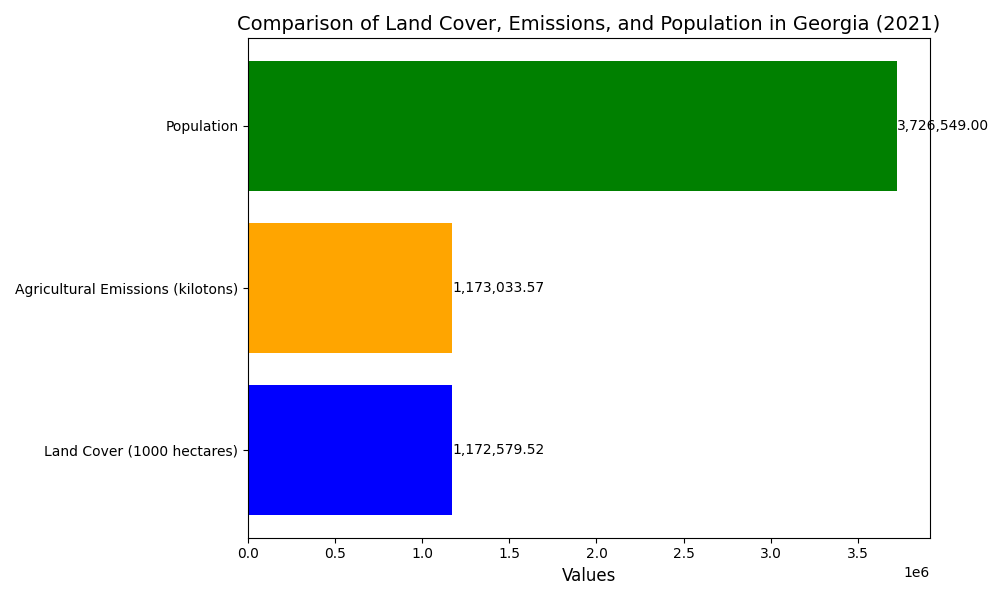 Comparison of Land Cover, Emissions, and Population in Georgia (2021)
Population
3,726,549.00
Agricultural Emissions (kilotons)
1,173,033.57
Land Cover (1000 hectares)
1,172,579.52
0.0 0.5 1.0 1.5 2.0 2.5 3.0 3.5
1e6
Values